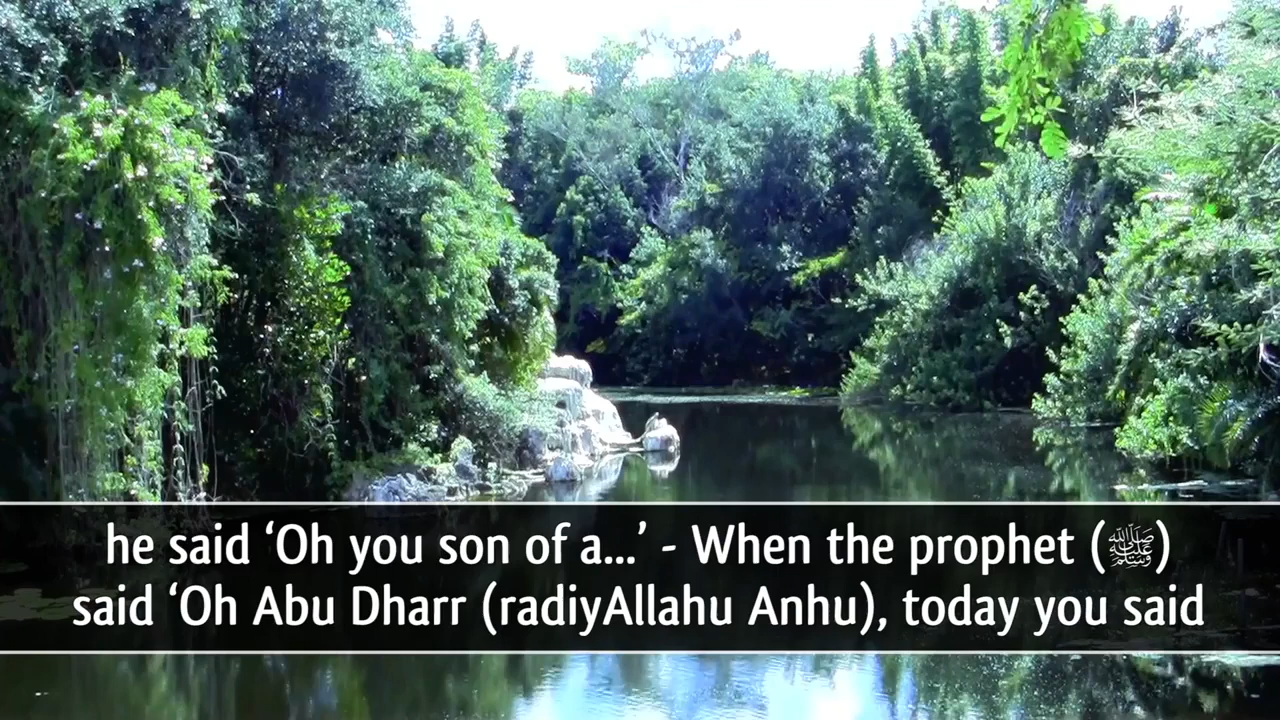 he said ‘Oh you son of a...’ - When the prophet (ﷺ)
said ‘Oh Abu Dharr (radiyAllahu Anhu), today you said